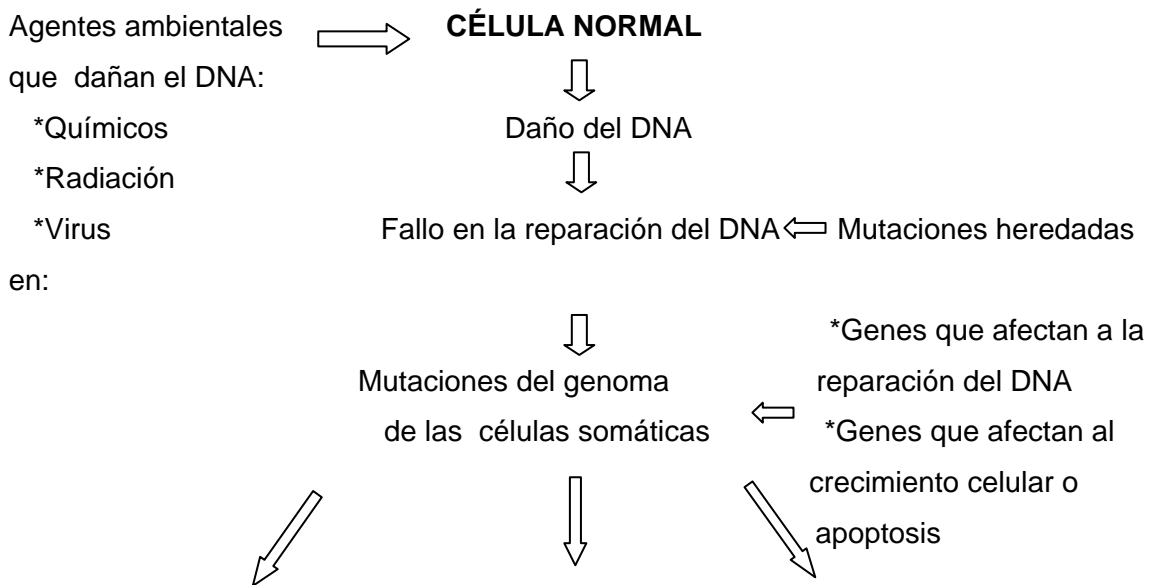 Agentes ambientales CÉLULA NORMAL
que dañan el DNA:
*Químicos Daño del DNA
*Radiación
*Virus Fallo en la reparación del DNA Mutaciones heredadas
en:
*Genes que afectan a la
Mutaciones del genoma reparación del DNA
de las células somáticas *Genes que afectan al
crecimiento celular o
apoptosis